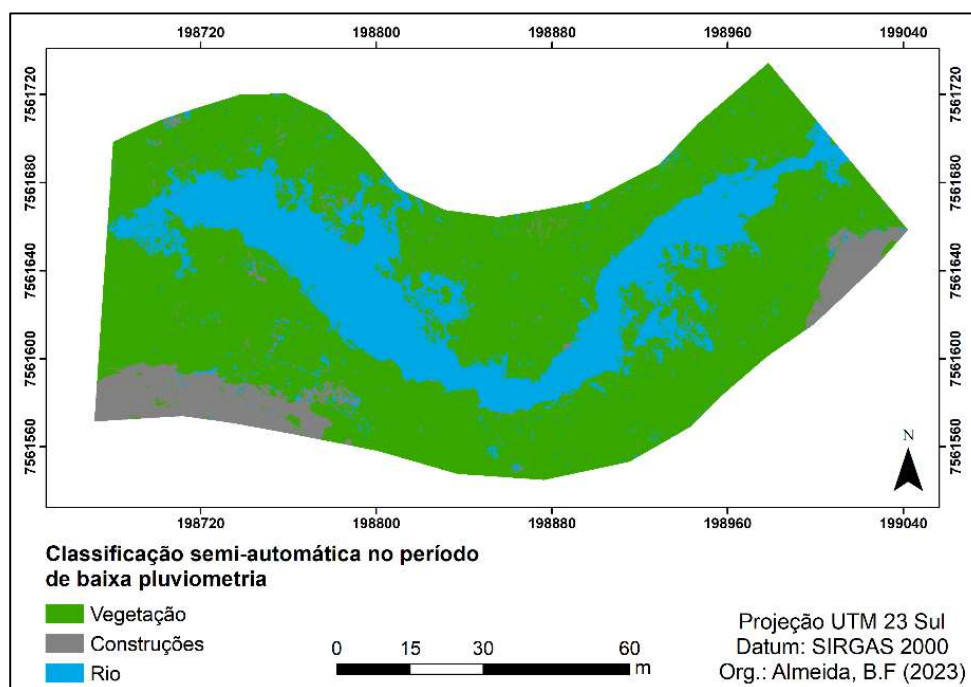 198720 198800 198880 198960 199040
7561720 7561720
7561680 7561680
7561640 7561640
7561600 7561600
7561560 7561560
N
198720 198800 198880 198960 199040
Classificação semi-automática no período
de baixa pluviometria
Vegetação
Construções
Rio
0 15 30 60
m
Projeção UTM 23 Sul
Datum: SIRGAS 2000
Org.: Almeida, B.F (2023)